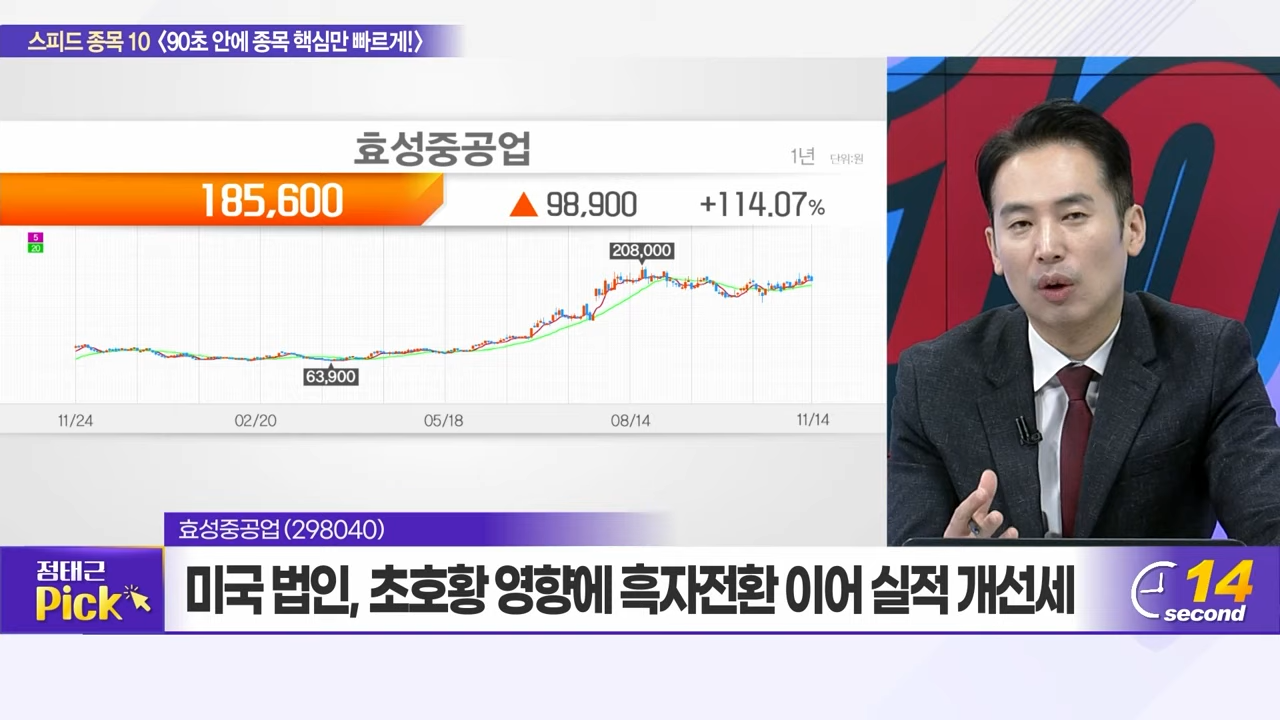 스피드 종목 10 〈90초 안에 종목 핵심만 빠르게!〉
효성중공업
1년 단위:원
185,600 ▲ 98,900 +114.07%
5
20
208,000
63,900
11/24 02/20 05/18 08/14 11/14
효성중공업 (298040)
정태근
Pick
미국 법인, 초호황 영향에 흑자전환 이어 실적 개선세
14
second
10